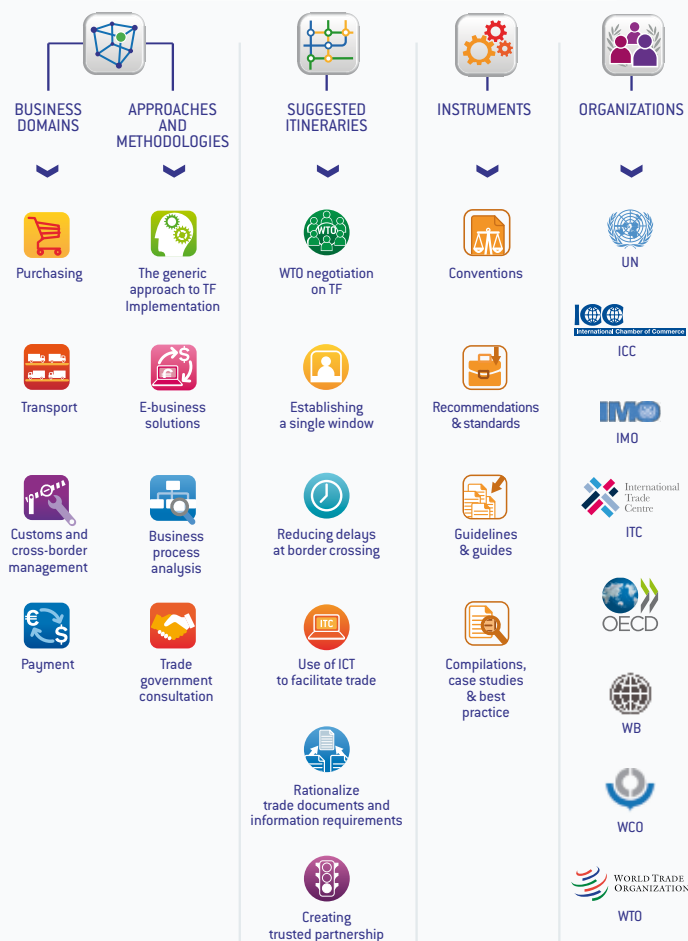 BUSINESS
DOMAINS
APPROACHES
AND
METHODOLOGIES
SUGGESTED
ITINERARIES
INSTRUMENTS
ORGANIZATIONS
Purchasing
The generic
approach to TF
Implementation
WTO
WTO negotiation
on TF
Conventions
UN
ICC
International Chamber of Commerce
ICC
Transport
$
E-business
solutions
Establishing
a single window
Recommendations
& standards
IMO
IMO
Customs and
cross-border
management
Business
process
analysis
Reducing delays
at border crossing
Guidelines
& guides
International
Trade
Centre
ITC
€
$
Payment
Trade
government
consultation
ITC
Use of ICT
to facilitate trade
Compilations,
case studies
& best
practice
OECD
WB
Rationalize
trade documents and
information requirements
WCO
Creating
trusted partnership
WORLD TRADE
ORGANIZATION
WTO